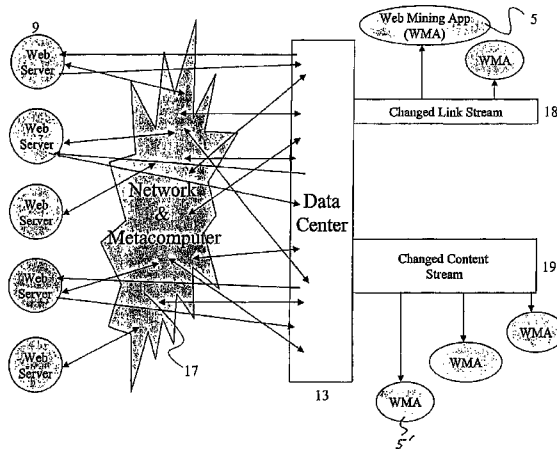 9
Web
Server
Web
Server
Web
Server
Web
Server
Web
Server
Network
&
Metacomputer
17
Data
Center
13
Web Mining App
(WMA)
5
WMA
Changed Link Stream
18
Changed Content
Stream
19
WMA
WMA
WMA
5'